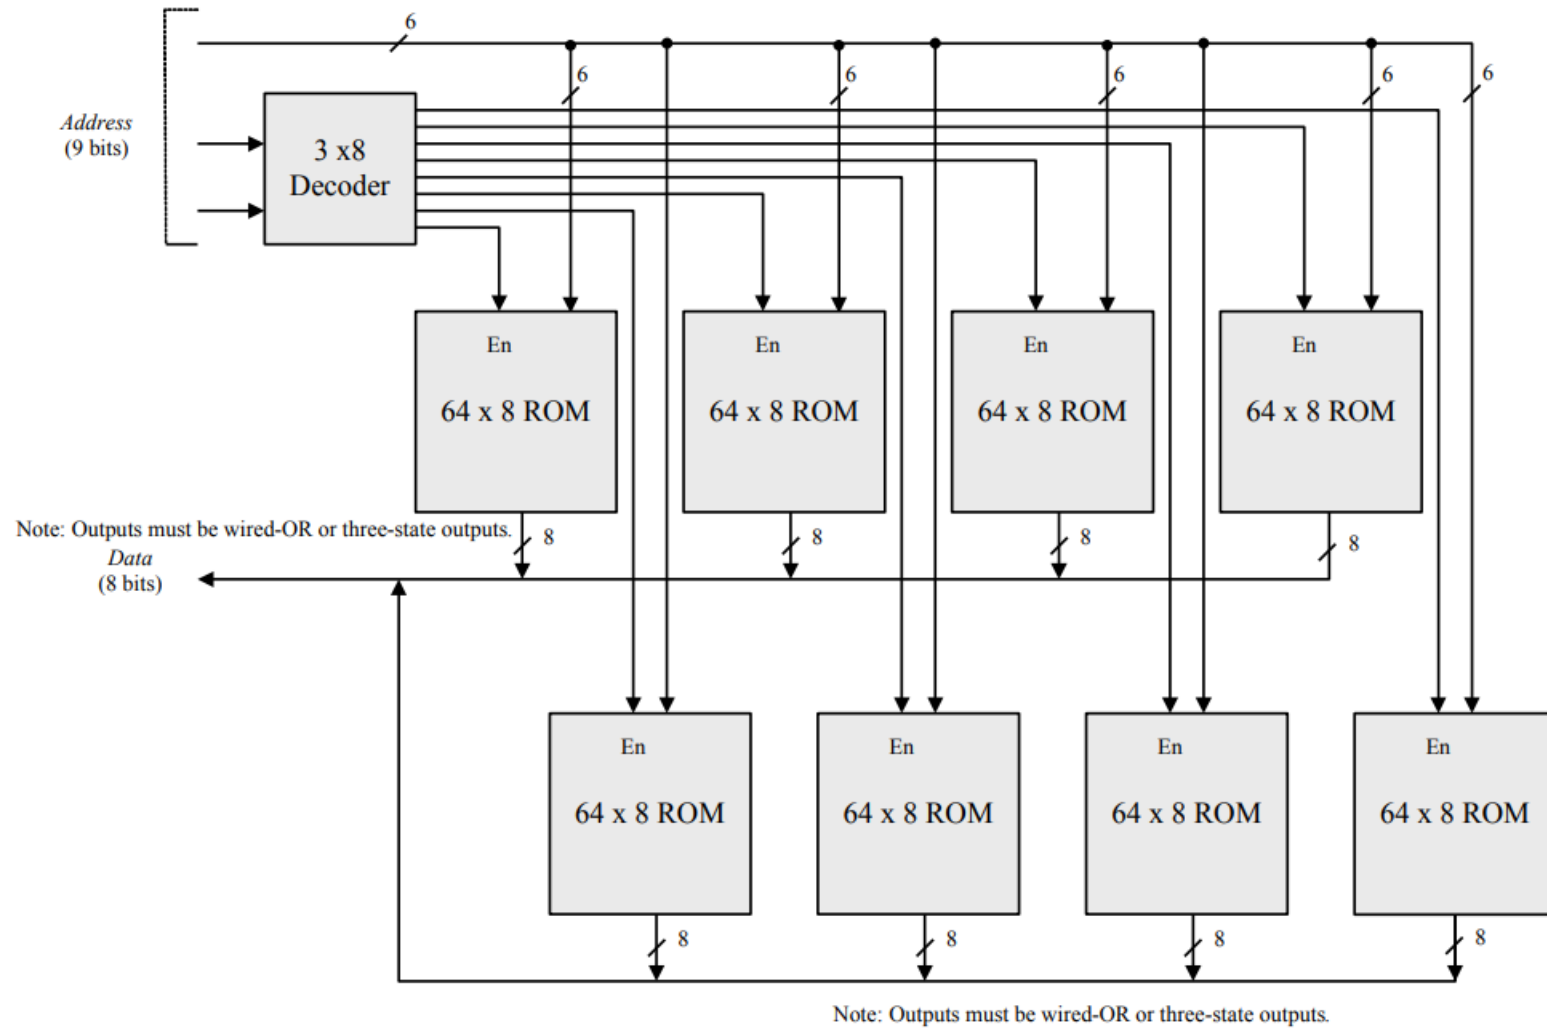 6
6
6
6
6
6
Address
(9 bits)
3 x8
Decoder
En
64 x 8 ROM
En
64 x 8 ROM
En
64 x 8 ROM
En
64 x 8 ROM
Note: Outputs must be wired-OR or three-state outputs.
8
8
8
8
Data
(8 bits)
En
64 x 8 ROM
En
64 x 8 ROM
En
64 x 8 ROM
En
64 x 8 ROM
8
8
8
8
Note: Outputs must be wired-OR or three-state outputs.